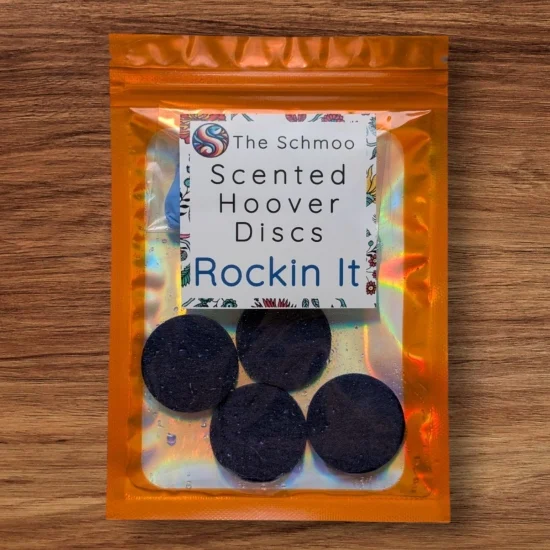 The Schmoo
Scented
Hoover
Discs
Rockin It